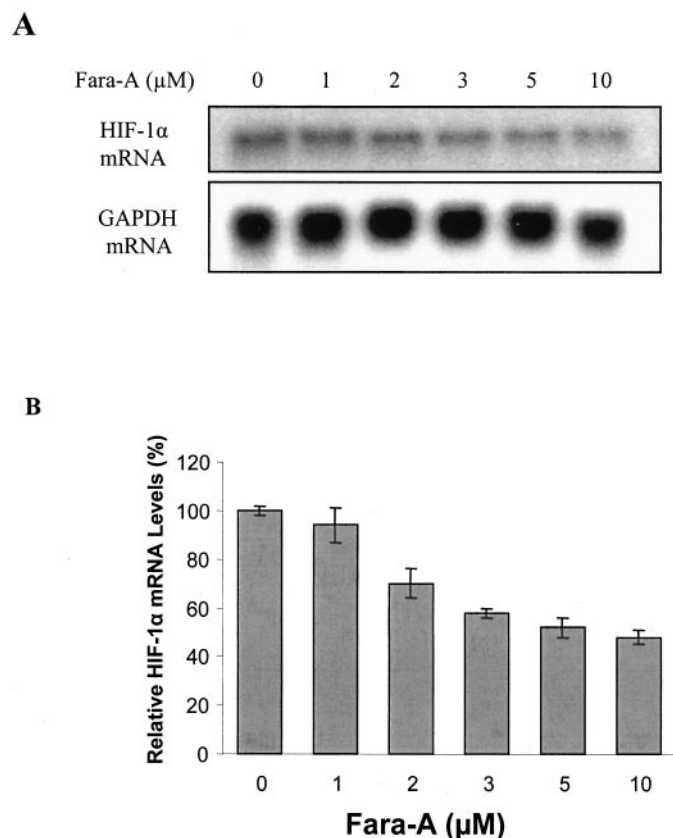 A
Fara-A (µM) 0 1 2 3 5 10
HIF-1α
mRNA
GAPDH
mRNA
B
Relative HIF-1α mRNA Levels (%)
120
100
80
60
40
20
0
0 1 2 3 5 10
Fara-A (µM)